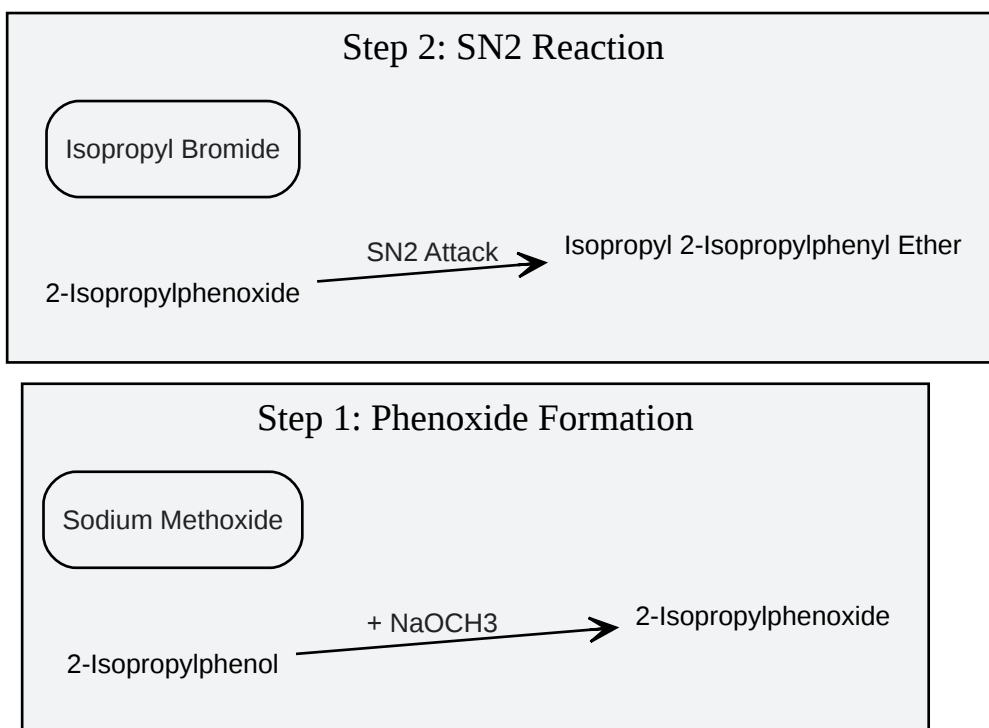 Step 2: SN2 Reaction
Isopropyl Bromide
SN2 Attack
Isopropyl 2-Isopropylphenyl Ether
2-Isopropylphenoxide
Step 1: Phenoxide Formation
Sodium Methoxide
+ NaOCH3
2-Isopropylphenoxide
2-Isopropylphenol